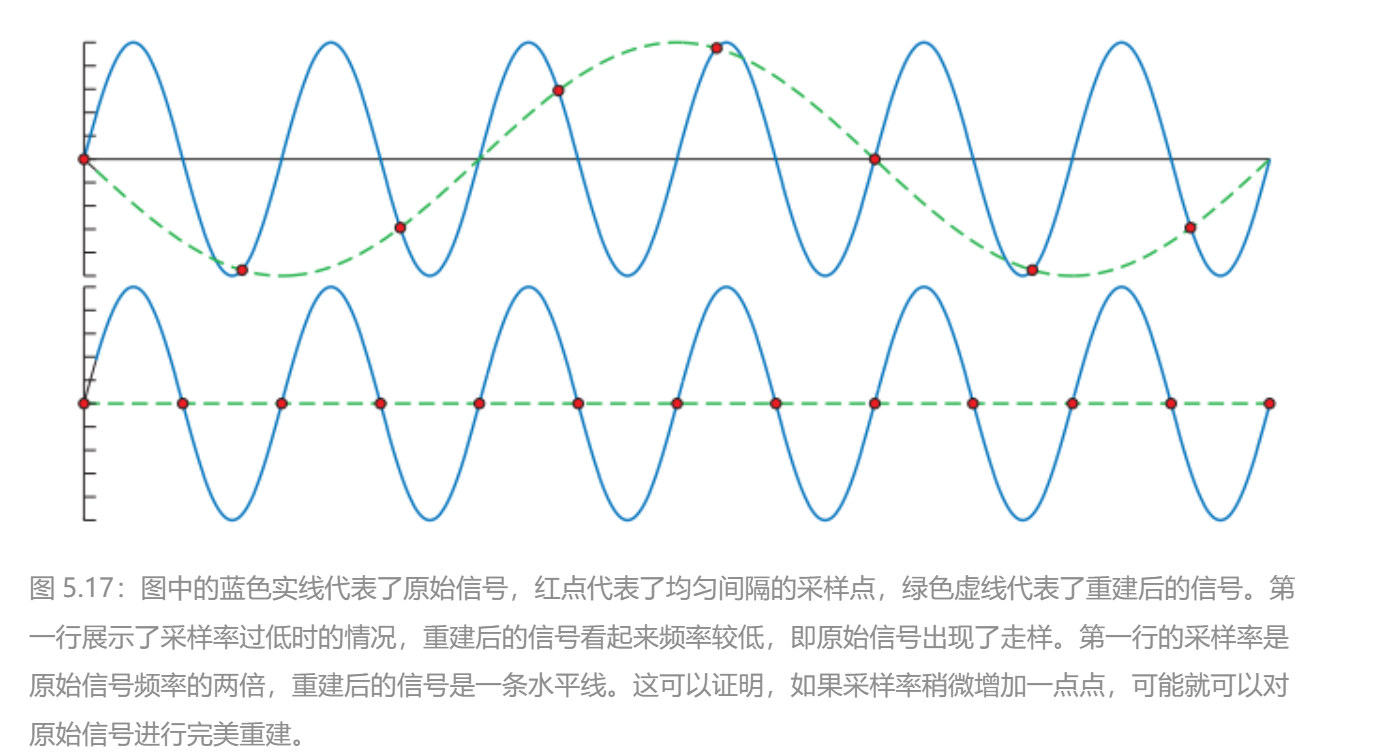 图 5.17：图中的蓝色实线代表了原始信号，红点代表了均匀间隔的采样点，绿色虚线代表了重建后的信号。第
一行展示了采样率过低时的情况，重建后的信号看起来频率较低，即原始信号出现了走样。第一行的采样率是
原始信号频率的两倍，重建后的信号是一条水平线。这可以证明，如果采样率稍微增加一点点，可能就可以对
原始信号进行完美重建。